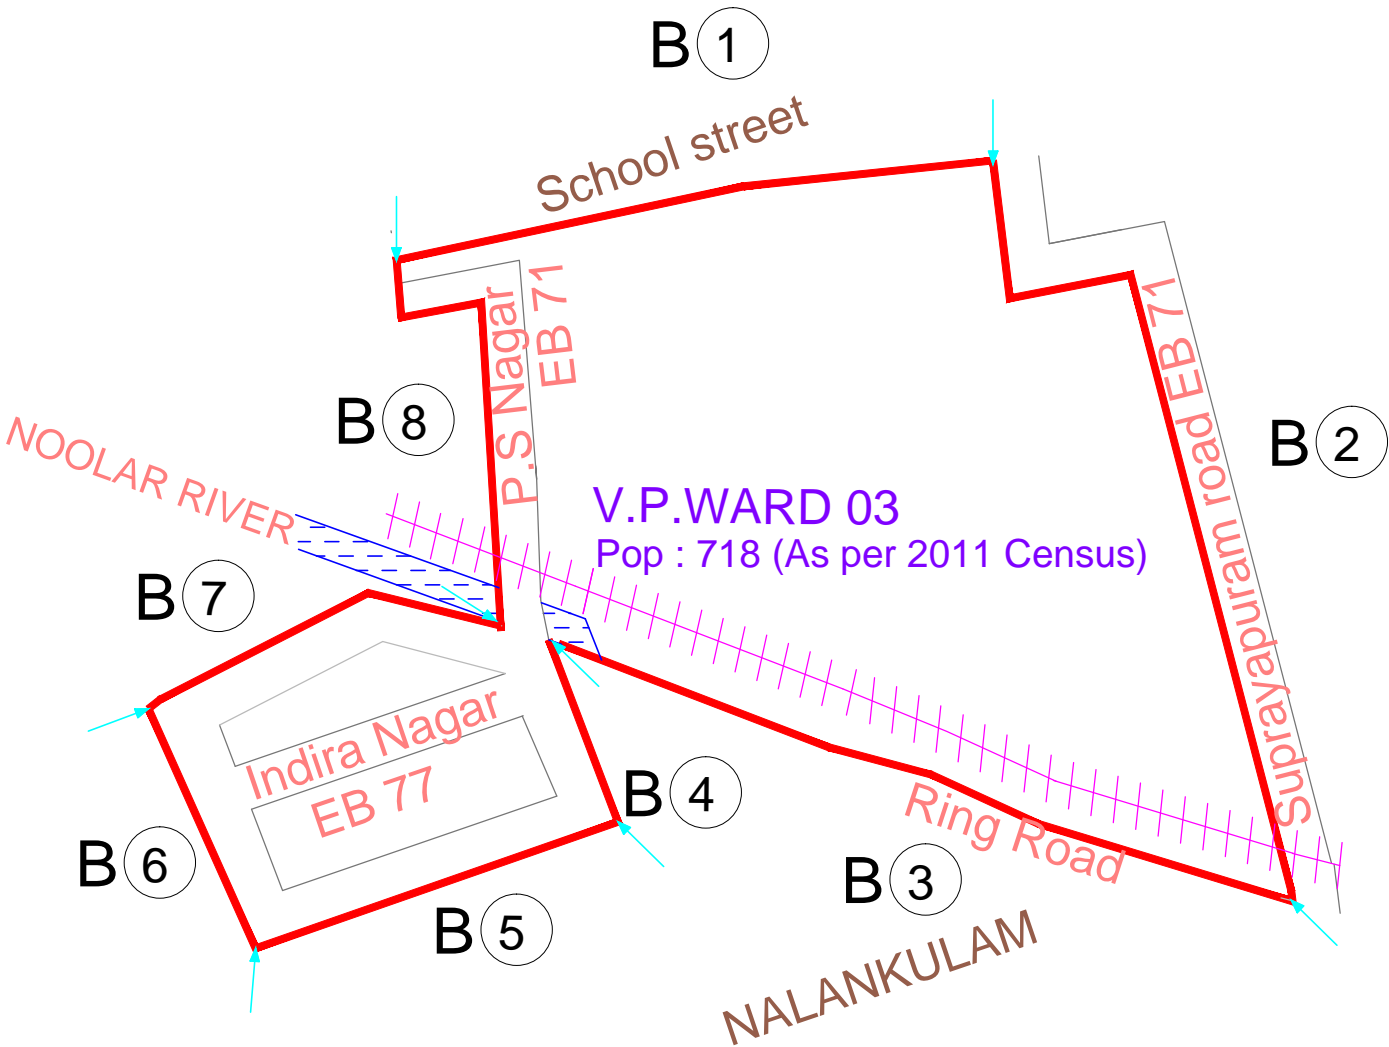 B 1
School street
P.S Nagar
EB 71
Suprayapuram road EB 71
B 8
B 2
NOOLAR RIVER
V.P.WARD 03
Pop : 718 (As per 2011 Census)
B 7
Indira Nagar
EB 77
B 4
Ring Road
B 6
B 3
B 5
NALANKULAM